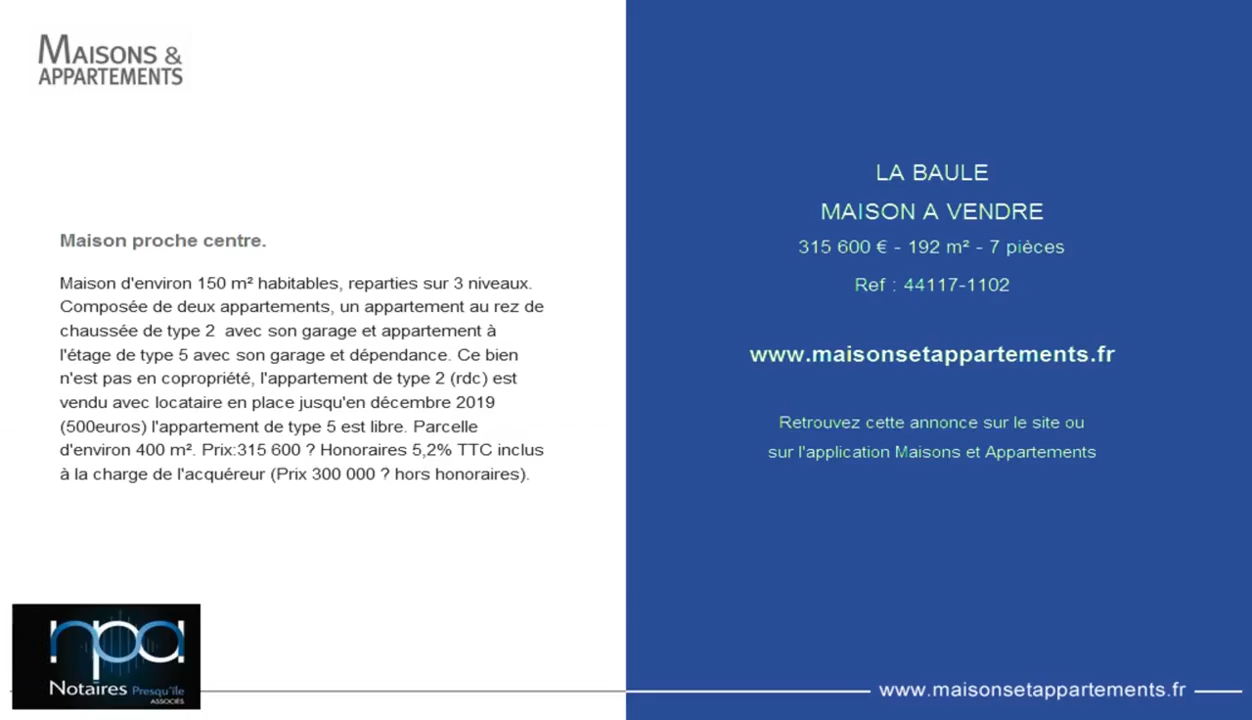 MAISONS &
APPARTEMENTS
Maison proche centre.
Maison d'environ 150 m² habitables, reparties sur 3 niveaux.
Composée de deux appartements, un appartement au rez de
chaussée de type 2  avec son garage et appartement à
l'étage de type 5 avec son garage et dépendance. Ce bien
n'est pas en copropriété, l'appartement de type 2 (rdc) est
vendu avec locataire en place jusqu'en décembre 2019
(500euros) l'appartement de type 5 est libre. Parcelle
d'environ 400 m². Prix:315 600 ? Honoraires 5,2% TTC inclus
à la charge de l'acquéreur (Prix 300 000 ? hors honoraires).
npa
Notaires Presqu'île
ASSOCIÉS
LA BAULE
MAISON A VENDRE
315 600 € - 192 m² - 7 pièces
Ref : 44117-1102
www.maisonsetappartements.fr
Retrouvez cette annonce sur le site ou
sur l'application Maisons et Appartements
www.maisonsetappartements.fr